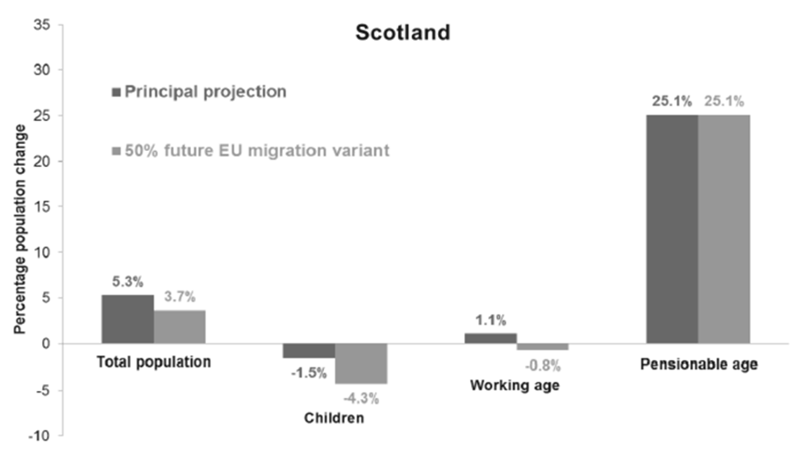 Scotland
Percentage population change
35
30
25
20
15
10
5
0
-5
-10
Principal projection
50% future EU migration variant
5.3%
3.7%
Total population
-1.5%
-4.3%
Children
1.1%
-0.8%
Working age
25.1%
25.1%
Pensionable age